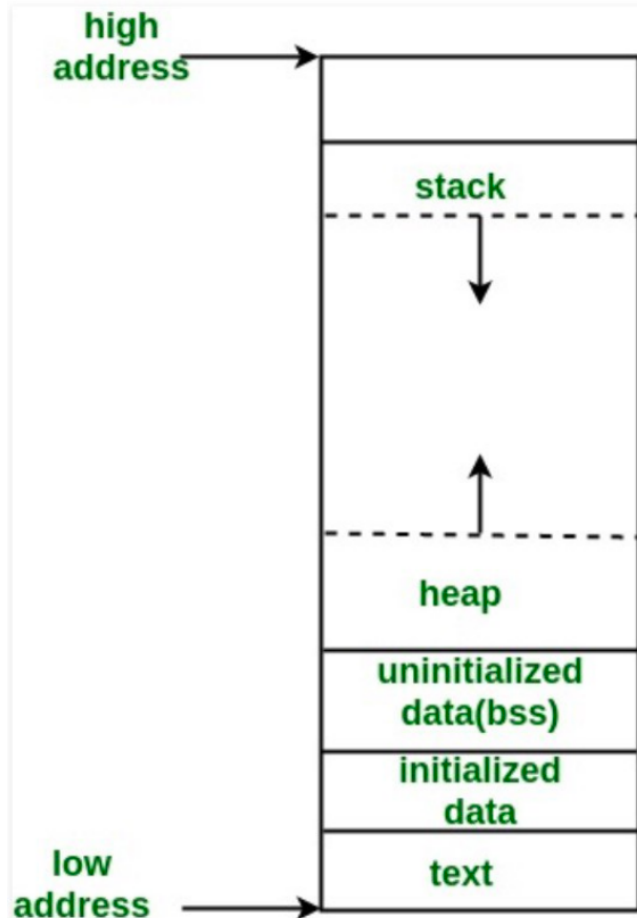 high
address
stack
heap
uninitialized
data(bss)
initialized
data
text
low
address